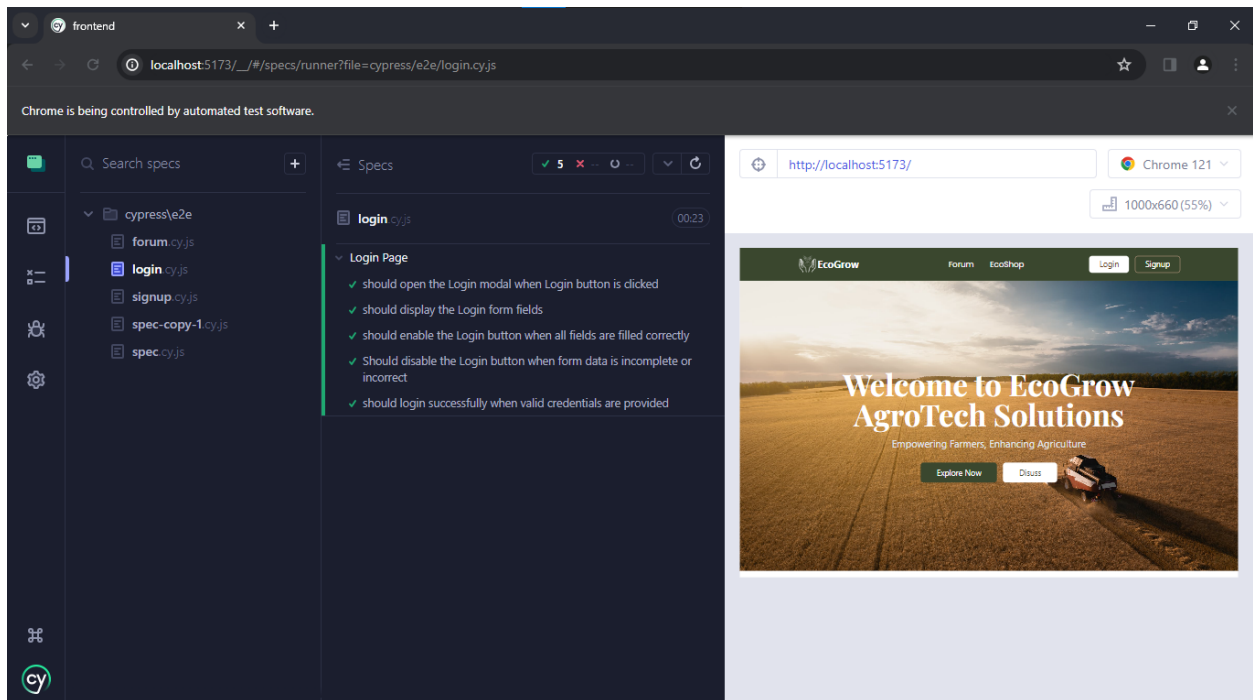 frontend
localhost:5173/__/#/specs/runner?file=cypress/e2e/login.cy.js
Chrome is being controlled by automated test software.
Search specs
+
cypress\e2e
forum.cy.js
login.cy.js
signup.cy.js
spec-copy-1.cy.js
spec.cy.js
cy
Specs
5 -- --
login.cy.js 00:23
Login Page
should open the Login modal when Login button is clicked
should display the Login form fields
should enable the Login button when all fields are filled correctly
Should disable the Login button when form data is incomplete or
incorrect
should login successfully when valid credentials are provided
http://localhost:5173/
Chrome 121
1000x660 (55%)
EcoGrow Forum EcoShop Login Signup
Welcome to EcoGrow
AgroTech Solutions
Empowering Farmers, Enhancing Agriculture
Explore Now Disuss